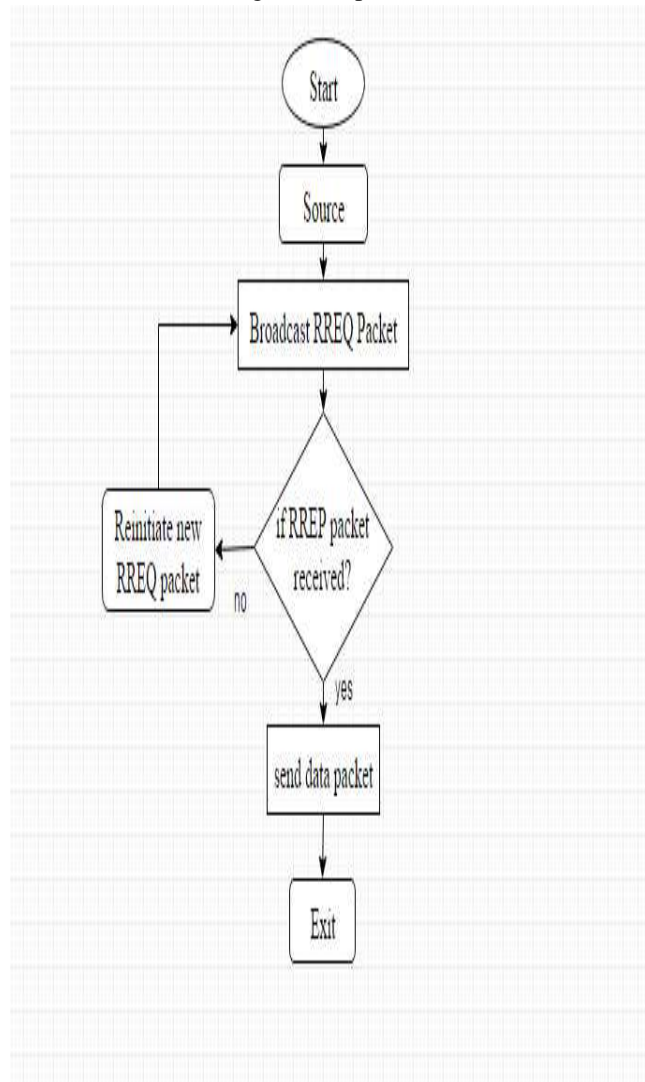 Start
Source
Broadcast RREQ Packet
if RREP packet
received?
Reinitiate new
RREQ packet
no
yes
send data packet
Exit